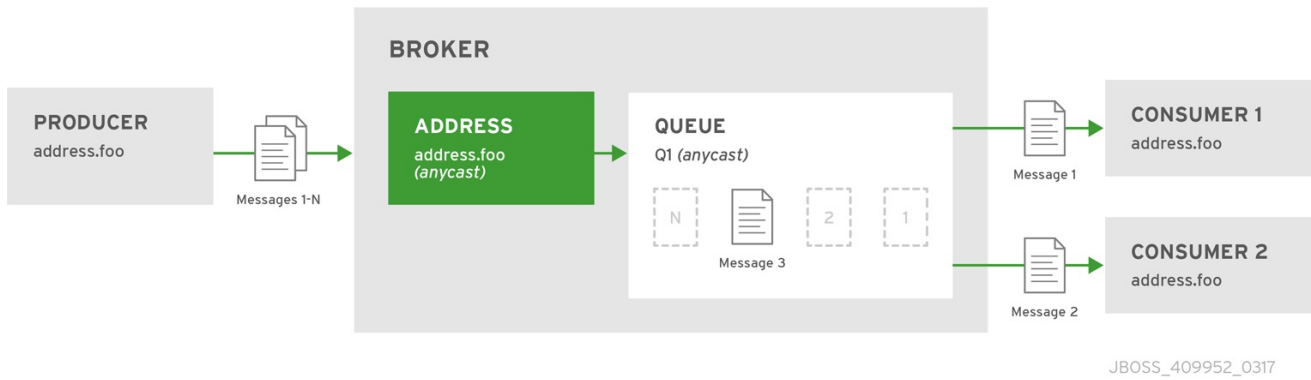 BROKER
PRODUCER
address.foo
Messages 1-N
ADDRESS
address.foo
(anycast)
QUEUE
Q1 (anycast)
N
2
1
Message 3
Message 1
CONSUMER 1
address.foo
Message 2
CONSUMER 2
address.foo
JBOSS_409952_0317